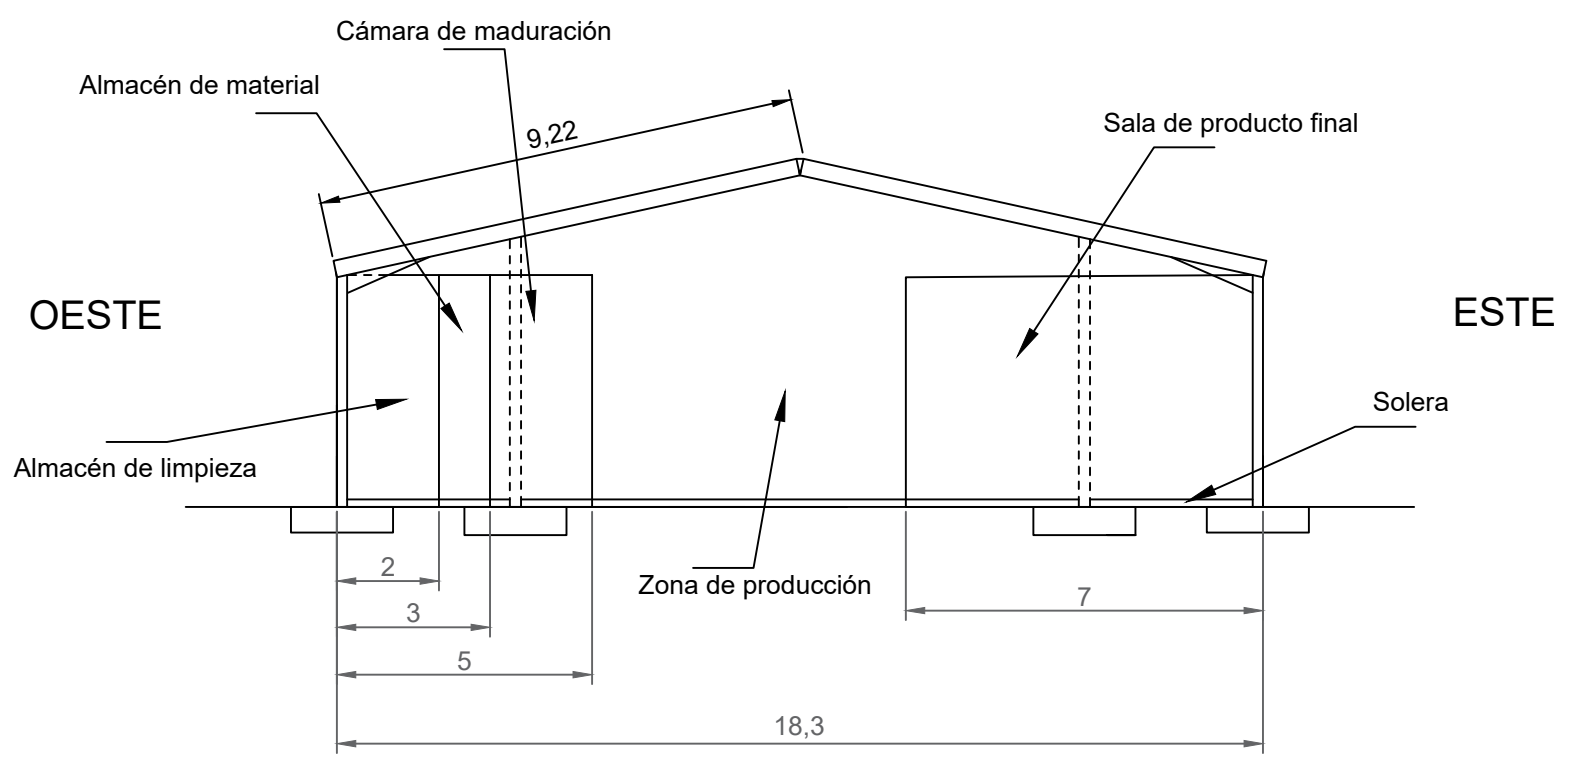 Cámara de maduración
Almacén de material
9,22
Sala de producto final
OESTE
ESTE
Solera
Almacén de limpieza
Zona de producción
2
3
7
5
18,3